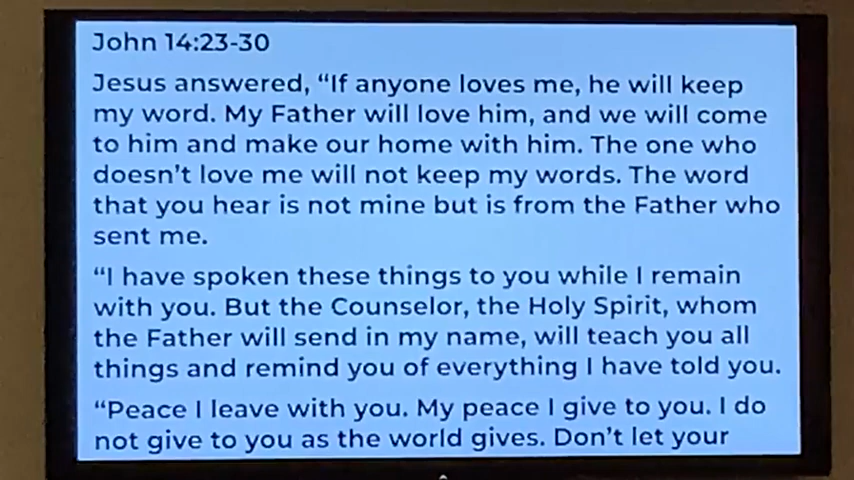 John 14:23-30
Jesus answered, “If anyone loves me, he will keep
my word. My Father will love him, and we will come
to him and make our home with him. The one who
doesn’t love me will not keep my words. The word
that you hear is not mine but is from the Father who
sent me.
“I have spoken these things to you while I remain
with you. But the Counselor, the Holy Spirit, whom
the Father will send in my name, will teach you all
things and remind you of everything I have told you.
“Peace I leave with you. My peace I give to you. I do
not give to you as the world gives. Don’t let your